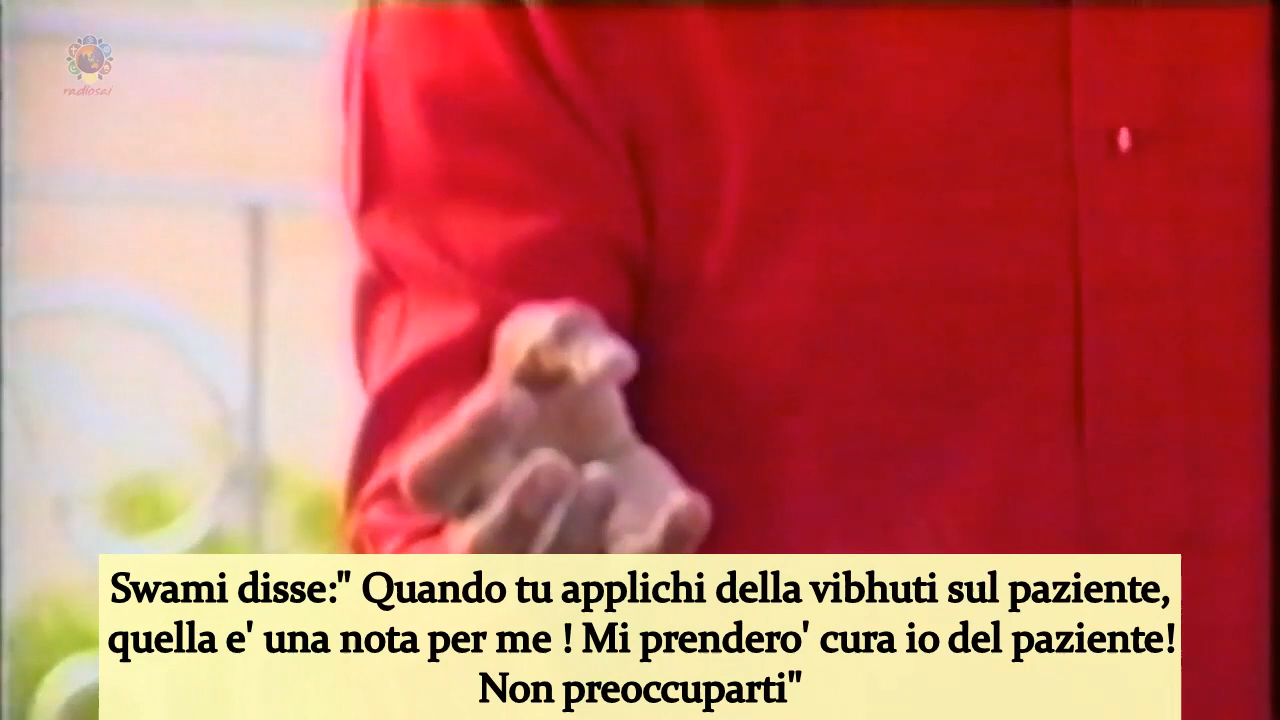 radiosai
Swami disse:" Quando tu applichi della vibhuti sul paziente,
quella e' una nota per me ! Mi prendero' cura io del paziente!
Non preoccuparti"